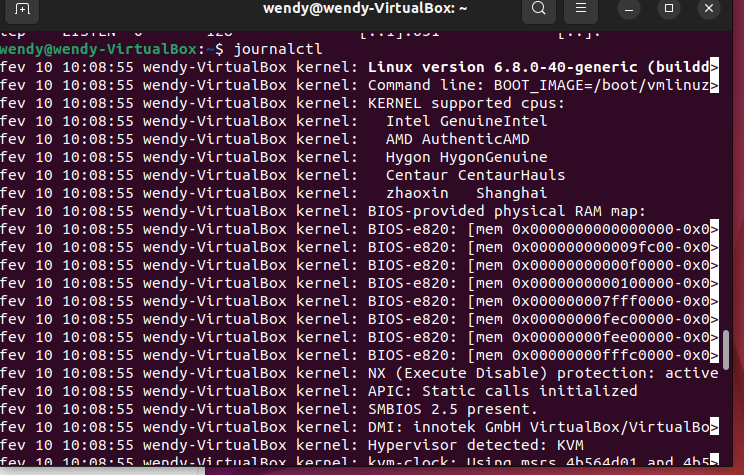 wendy@wendy-VirtualBox: ~
wendy@wendy-VirtualBox:~$ journalctl
fev 10 10:08:55 wendy-VirtualBox kernel: Linux version 6.8.0-40-generic (buildd>
fev 10 10:08:55 wendy-VirtualBox kernel: Command line: BOOT_IMAGE=/boot/vmlinuz>
fev 10 10:08:55 wendy-VirtualBox kernel: KERNEL supported cpus:
fev 10 10:08:55 wendy-VirtualBox kernel:   Intel GenuineIntel
fev 10 10:08:55 wendy-VirtualBox kernel:   AMD AuthenticAMD
fev 10 10:08:55 wendy-VirtualBox kernel:   Hygon HygonGenuine
fev 10 10:08:55 wendy-VirtualBox kernel:   Centaur CentaurHauls
fev 10 10:08:55 wendy-VirtualBox kernel:   zhaoxin   Shanghai
fev 10 10:08:55 wendy-VirtualBox kernel: BIOS-provided physical RAM map:
fev 10 10:08:55 wendy-VirtualBox kernel: BIOS-e820: [mem 0x0000000000000000-0x0>
fev 10 10:08:55 wendy-VirtualBox kernel: BIOS-e820: [mem 0x000000000009fc00-0x0>
fev 10 10:08:55 wendy-VirtualBox kernel: BIOS-e820: [mem 0x00000000000f0000-0x0>
fev 10 10:08:55 wendy-VirtualBox kernel: BIOS-e820: [mem 0x0000000000100000-0x0>
fev 10 10:08:55 wendy-VirtualBox kernel: BIOS-e820: [mem 0x000000007fff0000-0x0>
fev 10 10:08:55 wendy-VirtualBox kernel: BIOS-e820: [mem 0x00000000fec00000-0x0>
fev 10 10:08:55 wendy-VirtualBox kernel: BIOS-e820: [mem 0x00000000fee00000-0x0>
fev 10 10:08:55 wendy-VirtualBox kernel: BIOS-e820: [mem 0x00000000fffc0000-0x0>
fev 10 10:08:55 wendy-VirtualBox kernel: NX (Execute Disable) protection: active
fev 10 10:08:55 wendy-VirtualBox kernel: APIC: Static calls initialized
fev 10 10:08:55 wendy-VirtualBox kernel: SMBIOS 2.5 present.
fev 10 10:08:55 wendy-VirtualBox kernel: DMI: innotek GmbH VirtualBox/VirtualBo>
fev 10 10:08:55 wendy-VirtualBox kernel: Hypervisor detected: KVM
fev 10 10:08:55 wendy-VirtualBox kernel: kvm-clock: Using msrs 4b564d01 and 4b5>